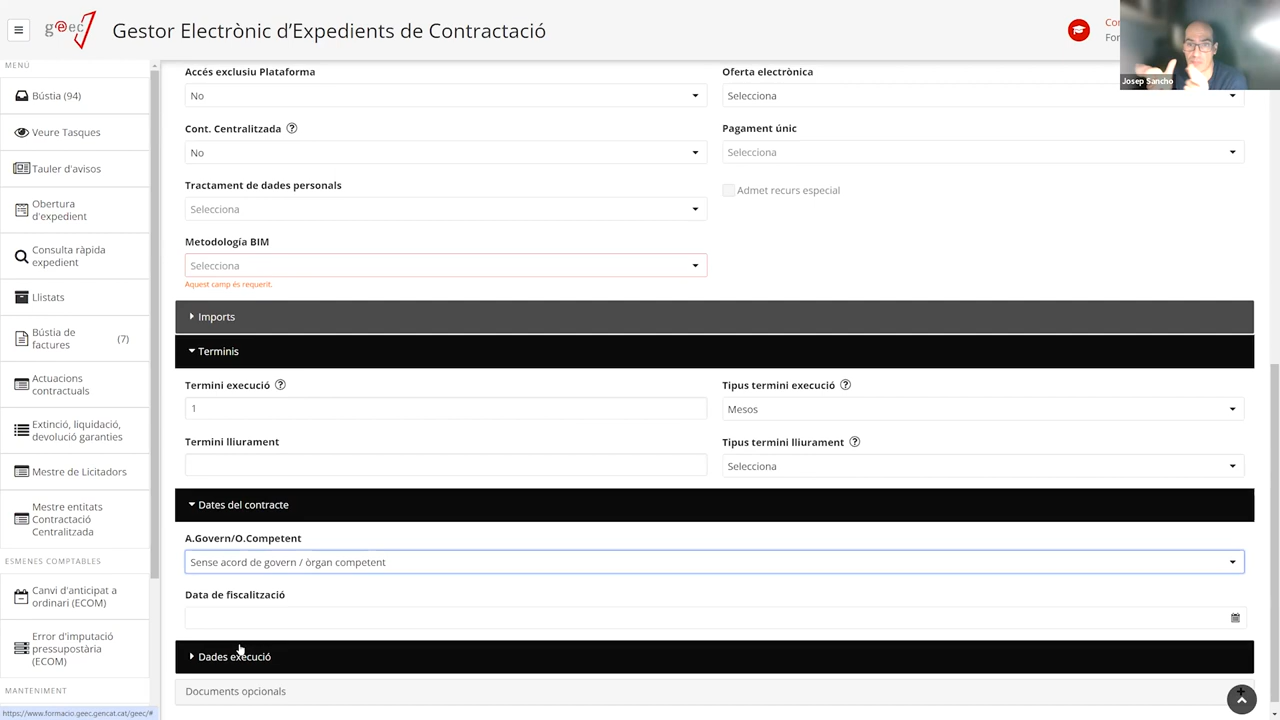 geec
Gestor Electrònic d'Expedients de Contractació
Josep Sancho
MENÚ
Bústia (94)
Veure Tasques
Tauler d'avisos
Obertura
d'expedient
Consulta ràpida
expedient
Llistats
Bústia de
factures
(7)
Actuacions
contractuals
Extinció, liquidació,
devolució garanties
Mestre de Licitadors
Mestre entitats
Contractació
Centralitzada
ESMENES COMPTABLES
Canvi d'anticipat a
ordinari (ECOM)
Error d'imputació
pressupostària
(ECOM)
MANTENIMENT
https://www.formacio.geec.gencat.cat/geec/#
Accés exclusiu Plataforma
Oferta electrònica
No
Selecciona
Cont. Centralitzada
Pagament únic
No
Selecciona
Tractament de dades personals
Selecciona
Admet recurs especial
Metodología BIM
Selecciona
Aquest camp és requerit.
Imports
Terminis
Termini execució
Tipus termini execució
1
Mesos
Termini lliurament
Tipus termini lliurament
Selecciona
Dates del contracte
A.Govern/O.Competent
Sense acord de govern / òrgan competent
Data de fiscalització
Dades execució
Documents opcionals